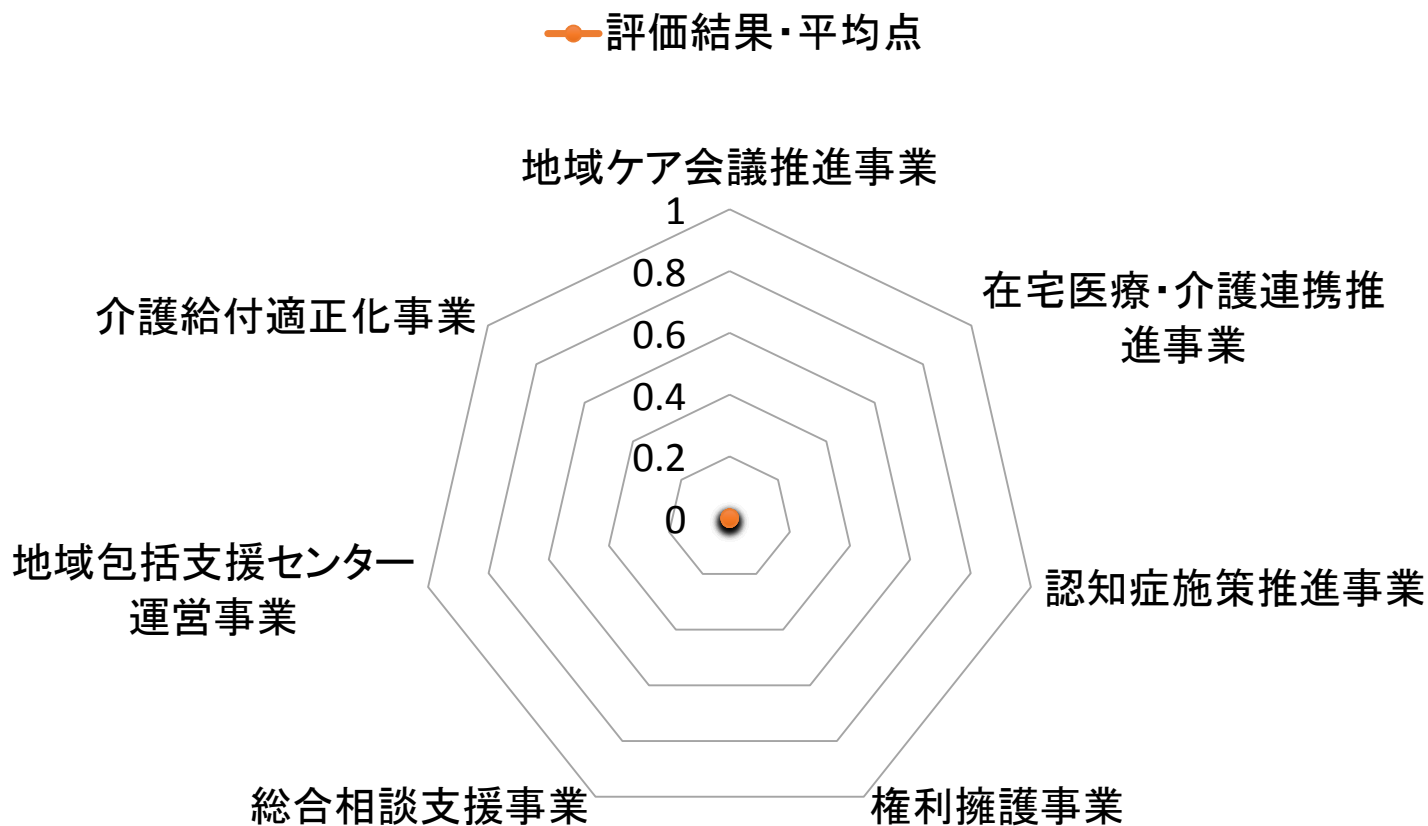 評価結果・平均点
地域ケア会議推進事業
1
0.8
0.6
0.4
0.2
0
在宅医療・介護連携推
進事業
認知症施策推進事業
権利擁護事業
総合相談支援事業
地域包括支援センター
運営事業
介護給付適正化事業